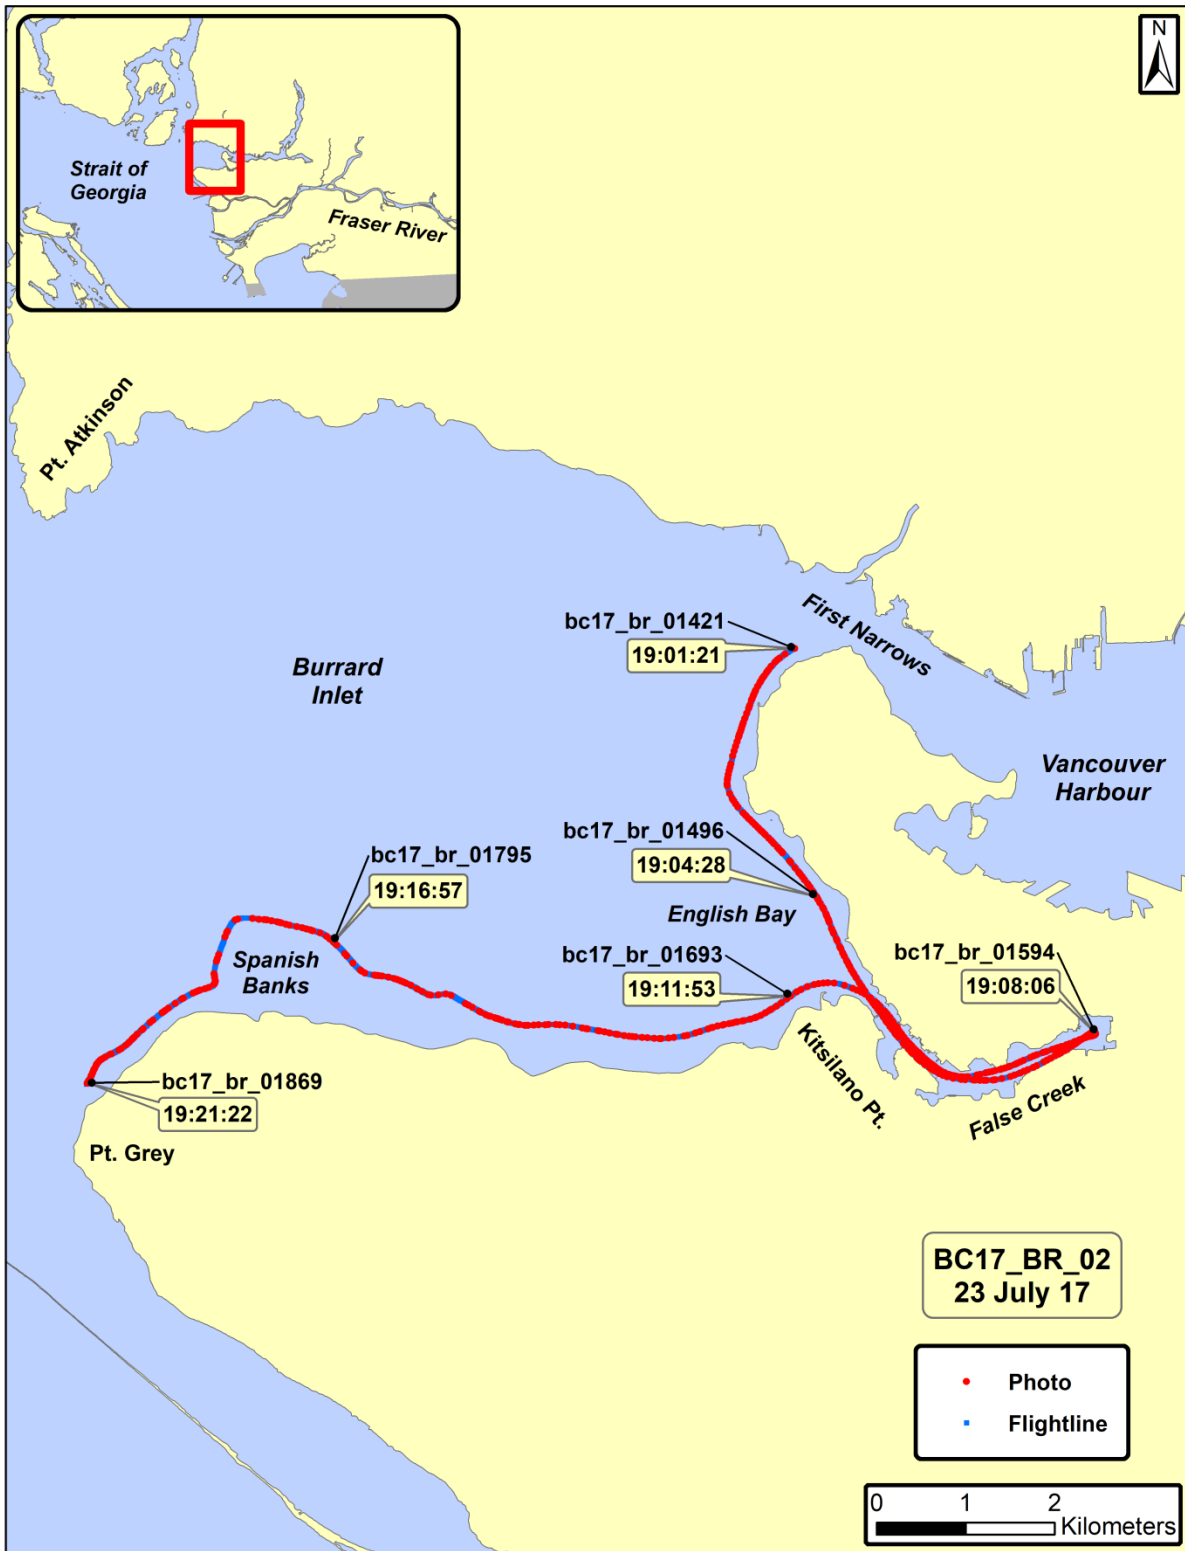 N
Strait of
Georgia
Fraser River
Pt. Atkinson
First Narrows
bc17_br_01421
19:01:21
Burrard
Inlet
Vancouver
Harbour
bc17_br_01496
19:04:28
bc17_br_01795
19:16:57
English Bay
bc17_br_01693
19:11:53
bc17_br_01594
19:08:06
Spanish
Banks
Kitsilano Pt.
False Creek
bc17_br_01869
19:21:22
Pt. Grey
BC17_BR_02
23 July 17
Photo
Flightline
0 1 2
Kilometers